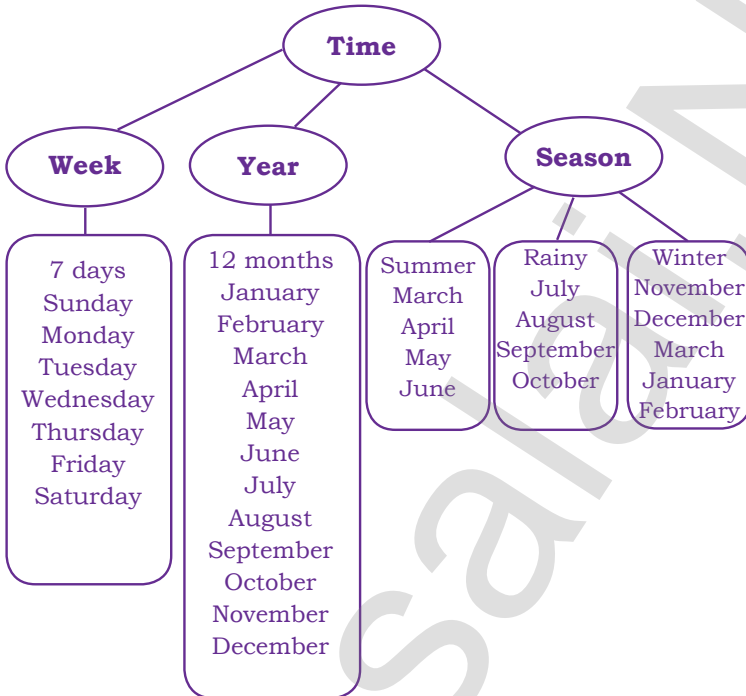 Time
Week
Year
Season
7 days
Sunday
Monday
Tuesday
Wednesday
Thursday
Friday
Saturday
12 months
January
February
March
April
May
June
July
August
September
October
November
December
Summer
March
April
May
June
Rainy
July
August
September
October
Winter
November
December
March
January
February